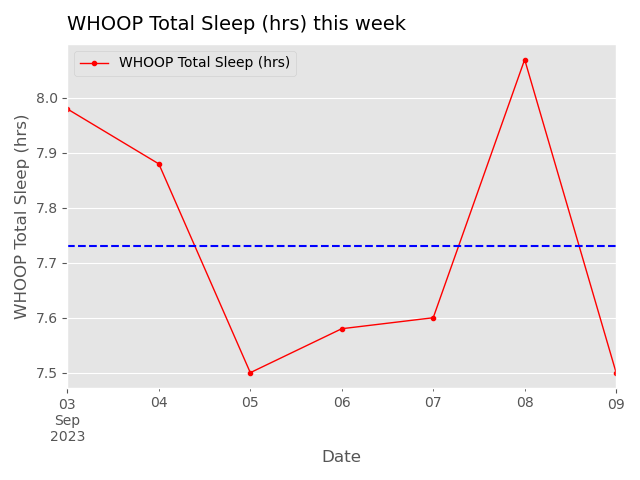 WHOOP Total Sleep (hrs) this week
WHOOP Total Sleep (hrs)
WHOOP Total Sleep (hrs)
8.0
7.9
7.8
7.7
7.6
7.5
03 04 05 06 07 08 09
Sep
2023
Date